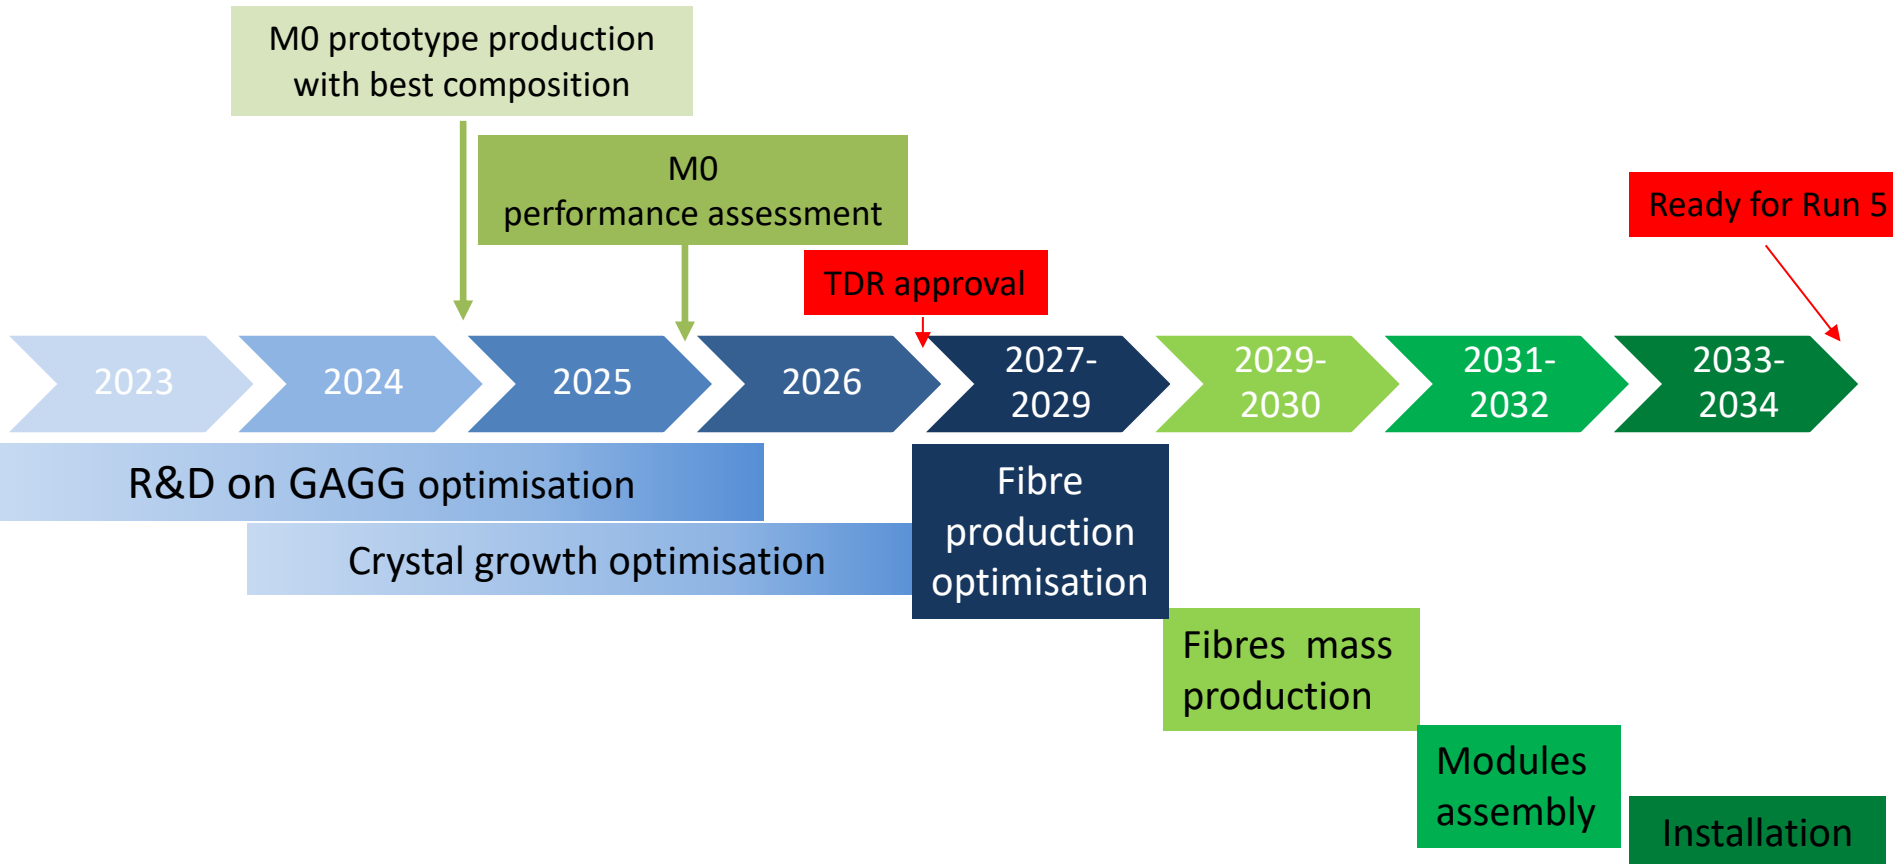 M0 prototype production
with best composition
M0
performance assessment
TDR approval
Ready for Run 5
2023
2024
2025
2026
2027-
2029
2029-
2030
2031-
2032
2033-
2034
R&D on GAGG optimisation
Crystal growth optimisation
Fibre
production
optimisation
Fibres mass
production
Modules
assembly
Installation